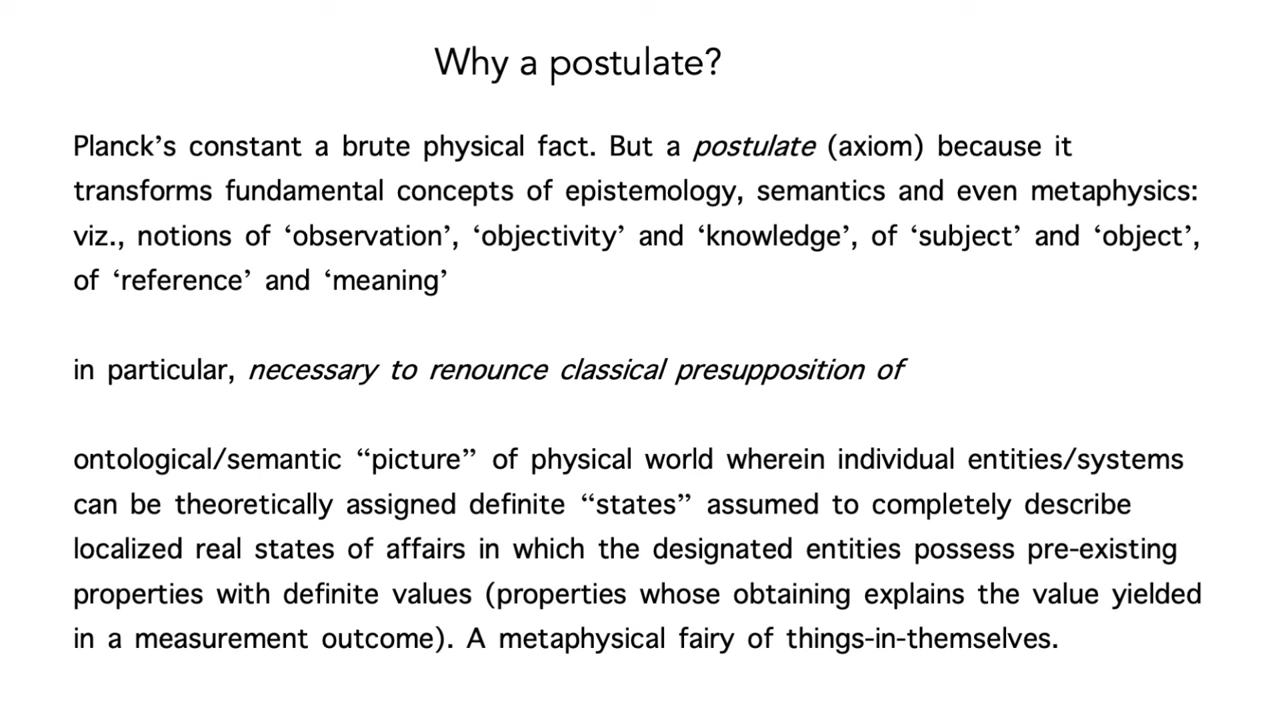 Why a postulate?
Planck’s constant a brute physical fact. But a postulate (axiom) because it
transforms fundamental concepts of epistemology, semantics and even metaphysics:
viz., notions of ‘observation’, ‘objectivity’ and ‘knowledge’, of ‘subject’ and ‘object’,
of ‘reference’ and ‘meaning’
in particular, necessary to renounce classical presupposition of
ontological/semantic “picture” of physical world wherein individual entities/systems
can be theoretically assigned definite “states” assumed to completely describe
localized real states of affairs in which the designated entities possess pre-existing
properties with definite values (properties whose obtaining explains the value yielded
in a measurement outcome). A metaphysical fairy of things-in-themselves.